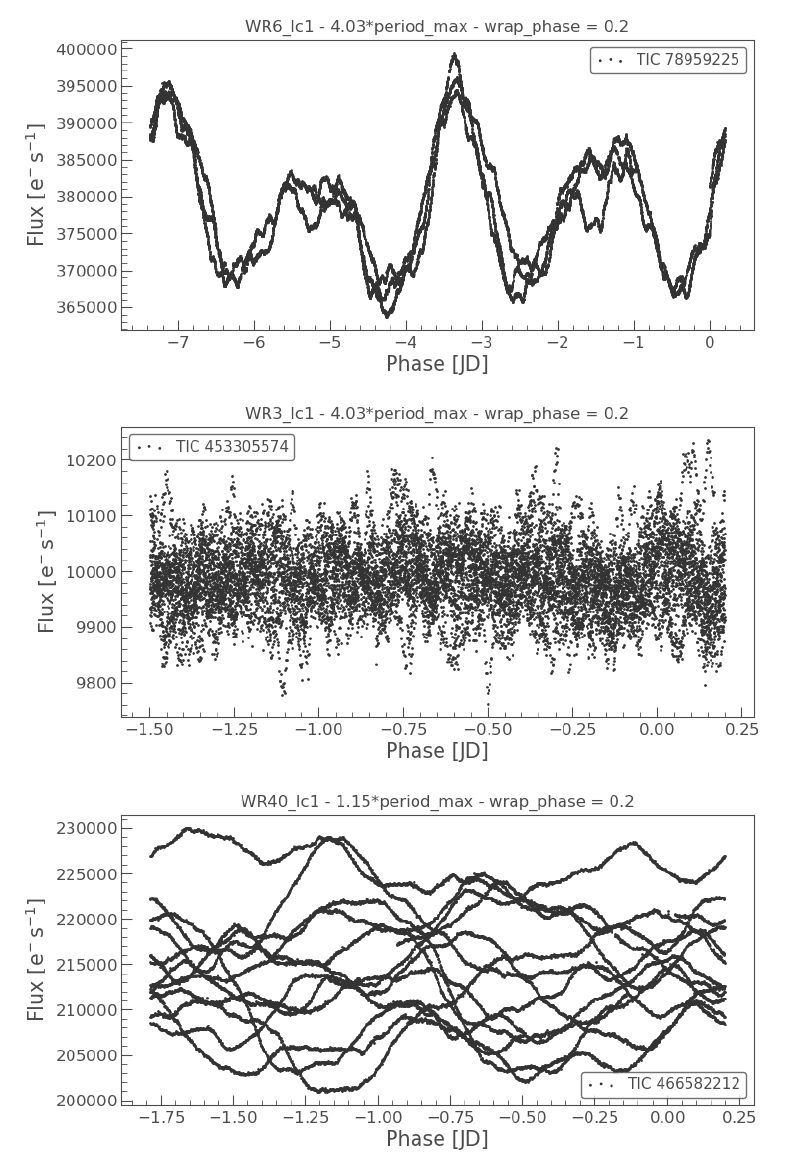 WR6_lc1 - 4.03*period_max - wrap_phase = 0.2
400000
395000
390000
385000
380000
375000
370000
365000
Flux [e⁻ s⁻¹]
TIC 78959225
−7 −6 −5 −4 −3 −2 −1 0
Phase [JD]
WR3_lc1 - 4.03*period_max - wrap_phase = 0.2
10200
10100
10000
9900
9800
Flux [e⁻ s⁻¹]
TIC 453305574
−1.50 −1.25 −1.00 −0.75 −0.50 −0.25 0.00 0.25
Phase [JD]
WR40_lc1 - 1.15*period_max - wrap_phase = 0.2
230000
225000
220000
215000
210000
205000
200000
Flux [e⁻ s⁻¹]
TIC 466582212
−1.75 −1.50 −1.25 −1.00 −0.75 −0.50 −0.25 0.00 0.25
Phase [JD]